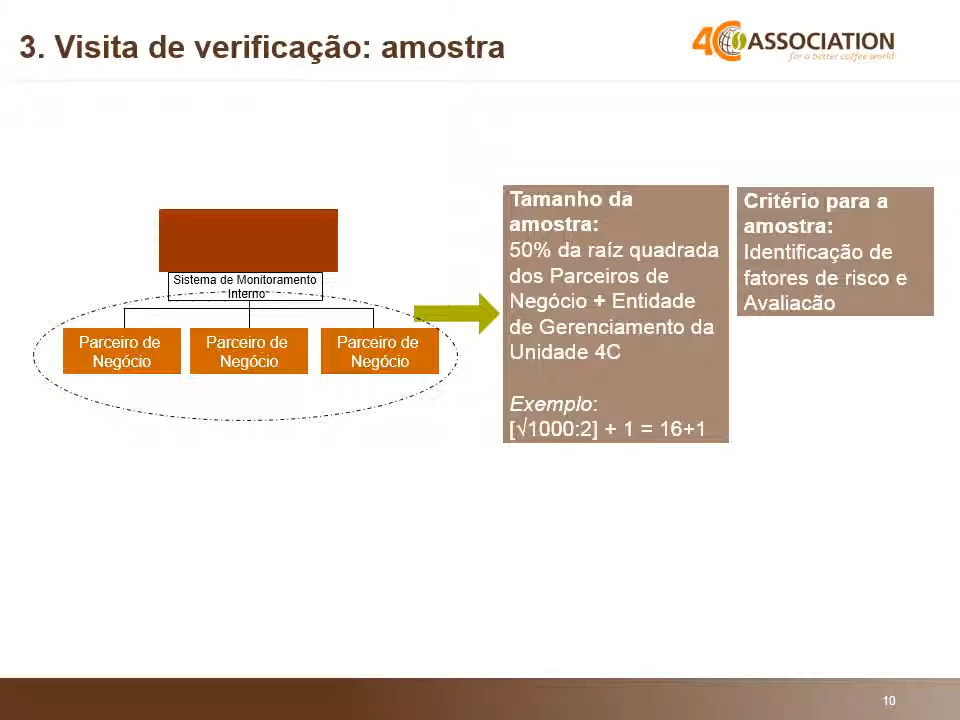 3. Visita de verificação: amostra
4C ASSOCIATION
for a better coffee world
Sistema de Monitoramento
Interno
Parceiro de
Negócio
Parceiro de
Negócio
Parceiro de
Negócio
Tamanho da
amostra:
50% da raíz quadrada
dos Parceiros de
Negócio + Entidade
de Gerenciamento da
Unidade 4C
Exemplo:
[√1000:2] + 1 = 16+1
Critério para a
amostra:
Identificação de
fatores de risco e
Avaliacão
10